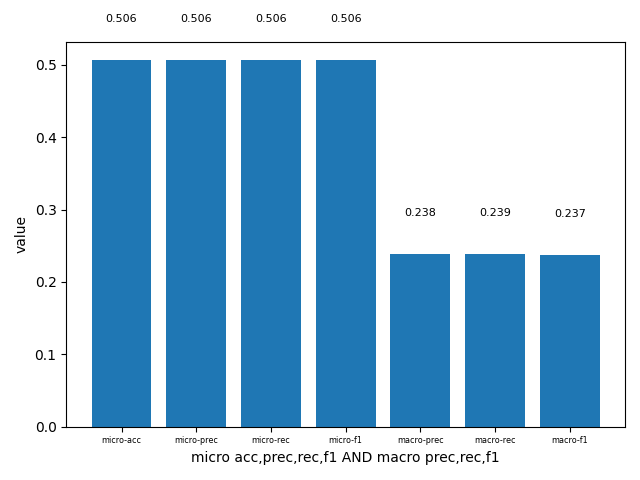 0.506 0.506 0.506 0.506
0.5
0.4
0.3
0.238 0.239 0.237
0.2
0.1
0.0
value
micro-acc micro-prec micro-rec micro-f1 macro-prec macro-rec macro-f1
micro acc,prec,rec,f1 AND macro prec,rec,f1